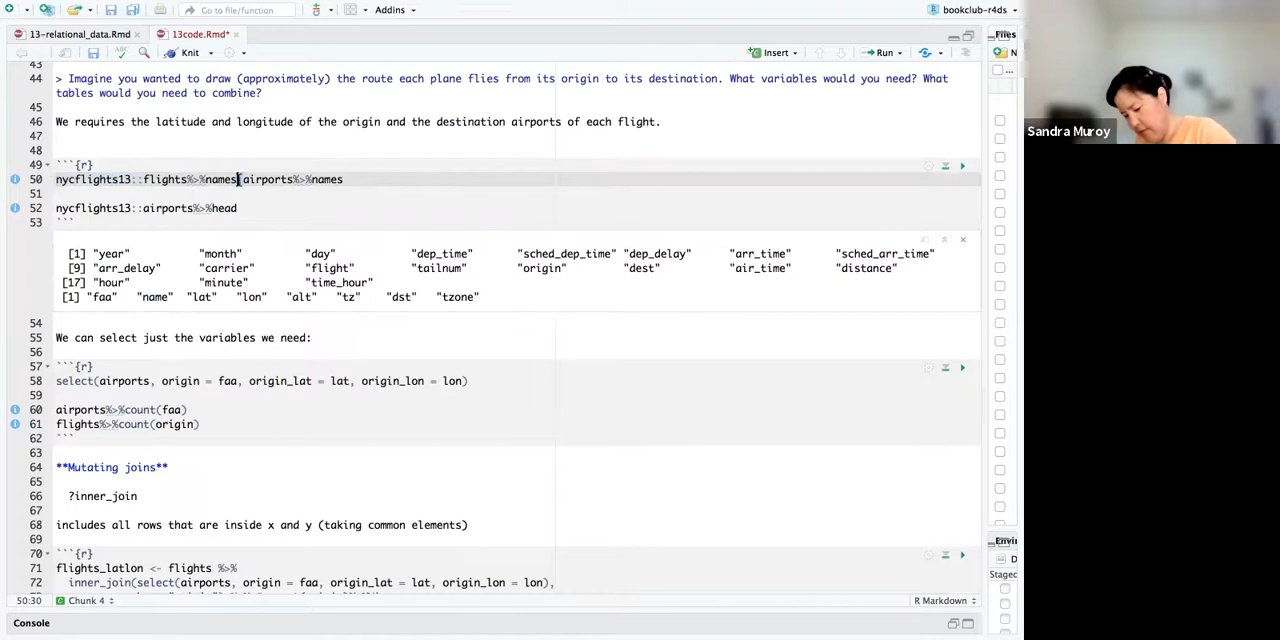 Go to file/function
Addins
bookclub-r4ds
13-relational_data.Rmd
13code.Rmd*
Knit
Insert
Run
Files
N
...
43
44 > Imagine you wanted to draw (approximately) the route each plane flies from its origin to its destination. What variables would you need? What
tables would you need to combine?
45
46 We requires the latitude and longitude of the origin and the destination airports of each flight.
47
48
49 ```{r}
50 nycflights13::flights%>%names;airports%>%names
51
52 nycflights13::airports%>%head
53 ```
[1] "year" "month" "day" "dep_time" "sched_dep_time" "dep_delay" "arr_time" "sched_arr_time"
[9] "arr_delay" "carrier" "flight" "tailnum" "origin" "dest" "air_time" "distance"
[17] "hour" "minute" "time_hour"
[1] "faa" "name" "lat" "lon" "alt" "tz" "dst" "tzone"
54
55 We can select just the variables we need:
56
57 ```{r}
58 select(airports, origin = faa, origin_lat = lat, origin_lon = lon)
59
60 airports%>%count(faa)
61 flights%>%count(origin)
62 ```
63
64 **Mutating joins**
65
66 ?inner_join
67
68 includes all rows that are inside x and y (taking common elements)
69
70 ```{r}
71 flights_latlon <- flights %>%
72 inner_join(select(airports, origin = faa, origin_lat = lat, origin_lon = lon),
50:30
Chunk 4
R Markdown
Console
Envir
D
Staged
Sandra Muroy